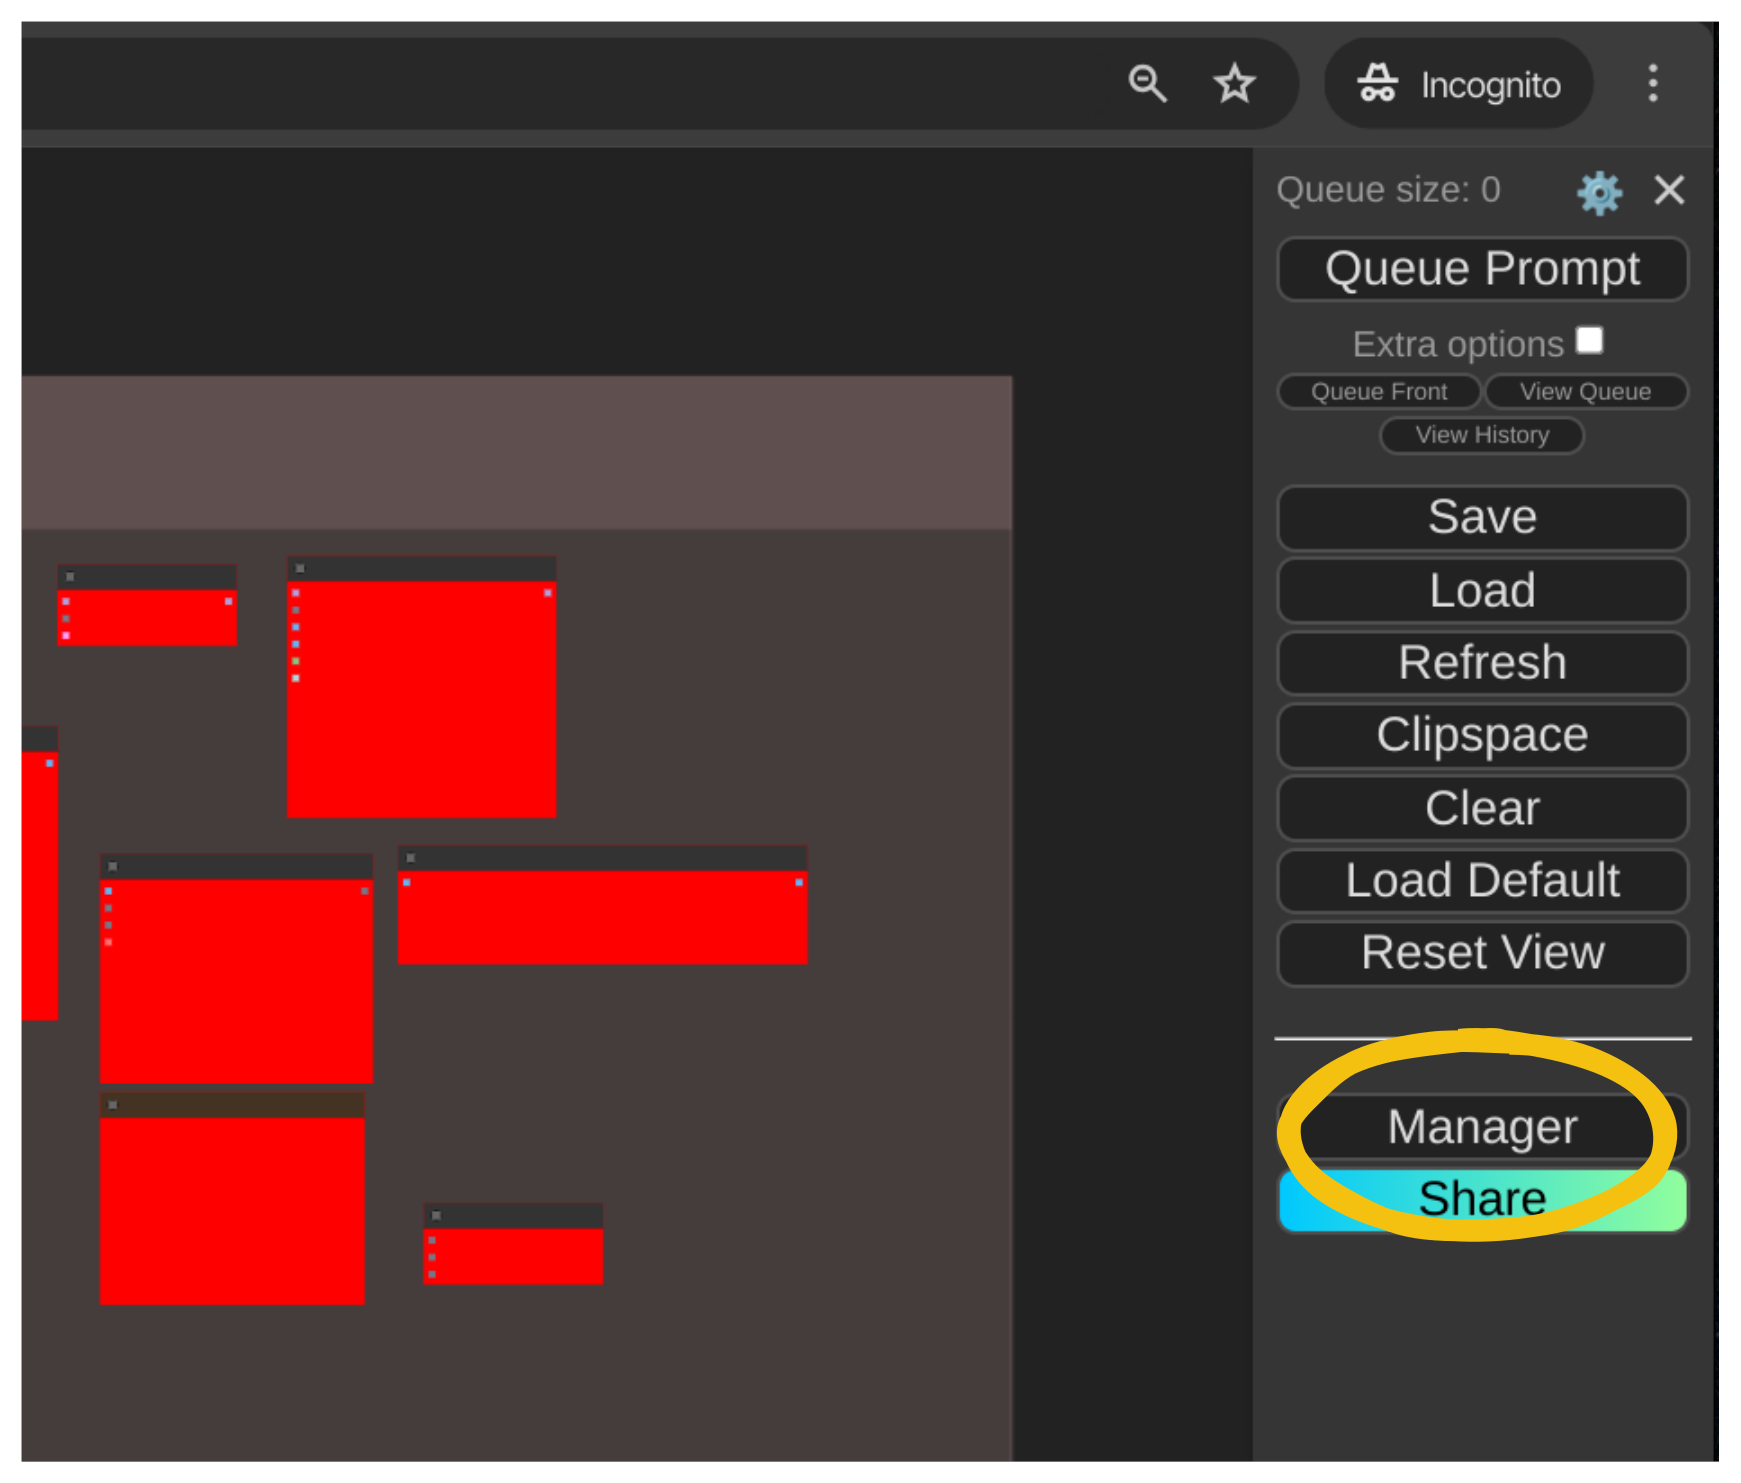 Incognito
Queue size: 0
Queue Prompt
Extra options
Queue Front View Queue
View History
Save
Load
Refresh
Clipspace
Clear
Load Default
Reset View
Manager
Share